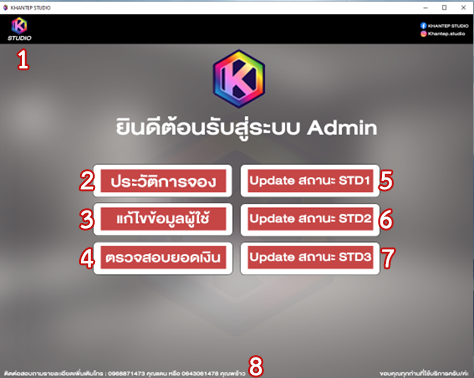 KHANTEP STUDIO
K
STUDIO
KHANTEP STUDIO
Khantep.studio
1
K
ยินดีต้อนรับสู่ระบบ Admin
2 ประวัติการจอง
Update สถานะ STD1 5
3 แก้ไขข้อมูลผู้ใช้
Update สถานะ STD2 6
4 ตรวจสอบยอดเงิน
Update สถานะ STD3 7
ติดต่อสอบถามรายละเอียดเพิ่มเติมโทร : 0988871473 คุณแดน หรือ 0643061478 คุณพร้าว
8
ขอบคุณทุกท่านที่ใช้บริการครับ/ค่ะ